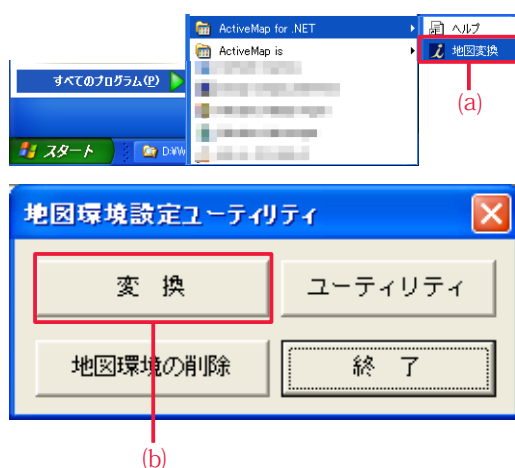 ActiveMap for .NET
ヘルプ
ActiveMap is
地図変換
(a)
すべてのプログラム(P)
スタート
D:¥W
地図環境設定ユーティリティ
変 換
ユーティリティ
地図環境の削除
終 了
(b)